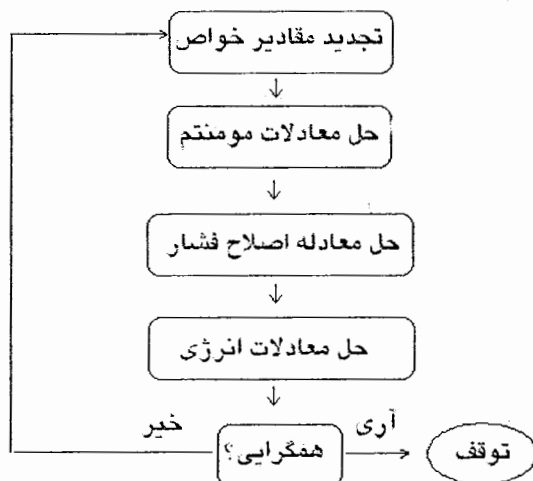 تجدید مقادیر خواص
حل معادلات مومنتم
حل معادله اصلاح فشار
حل معادلات انرژی
خیر
همگرایی؟
آری
توقف